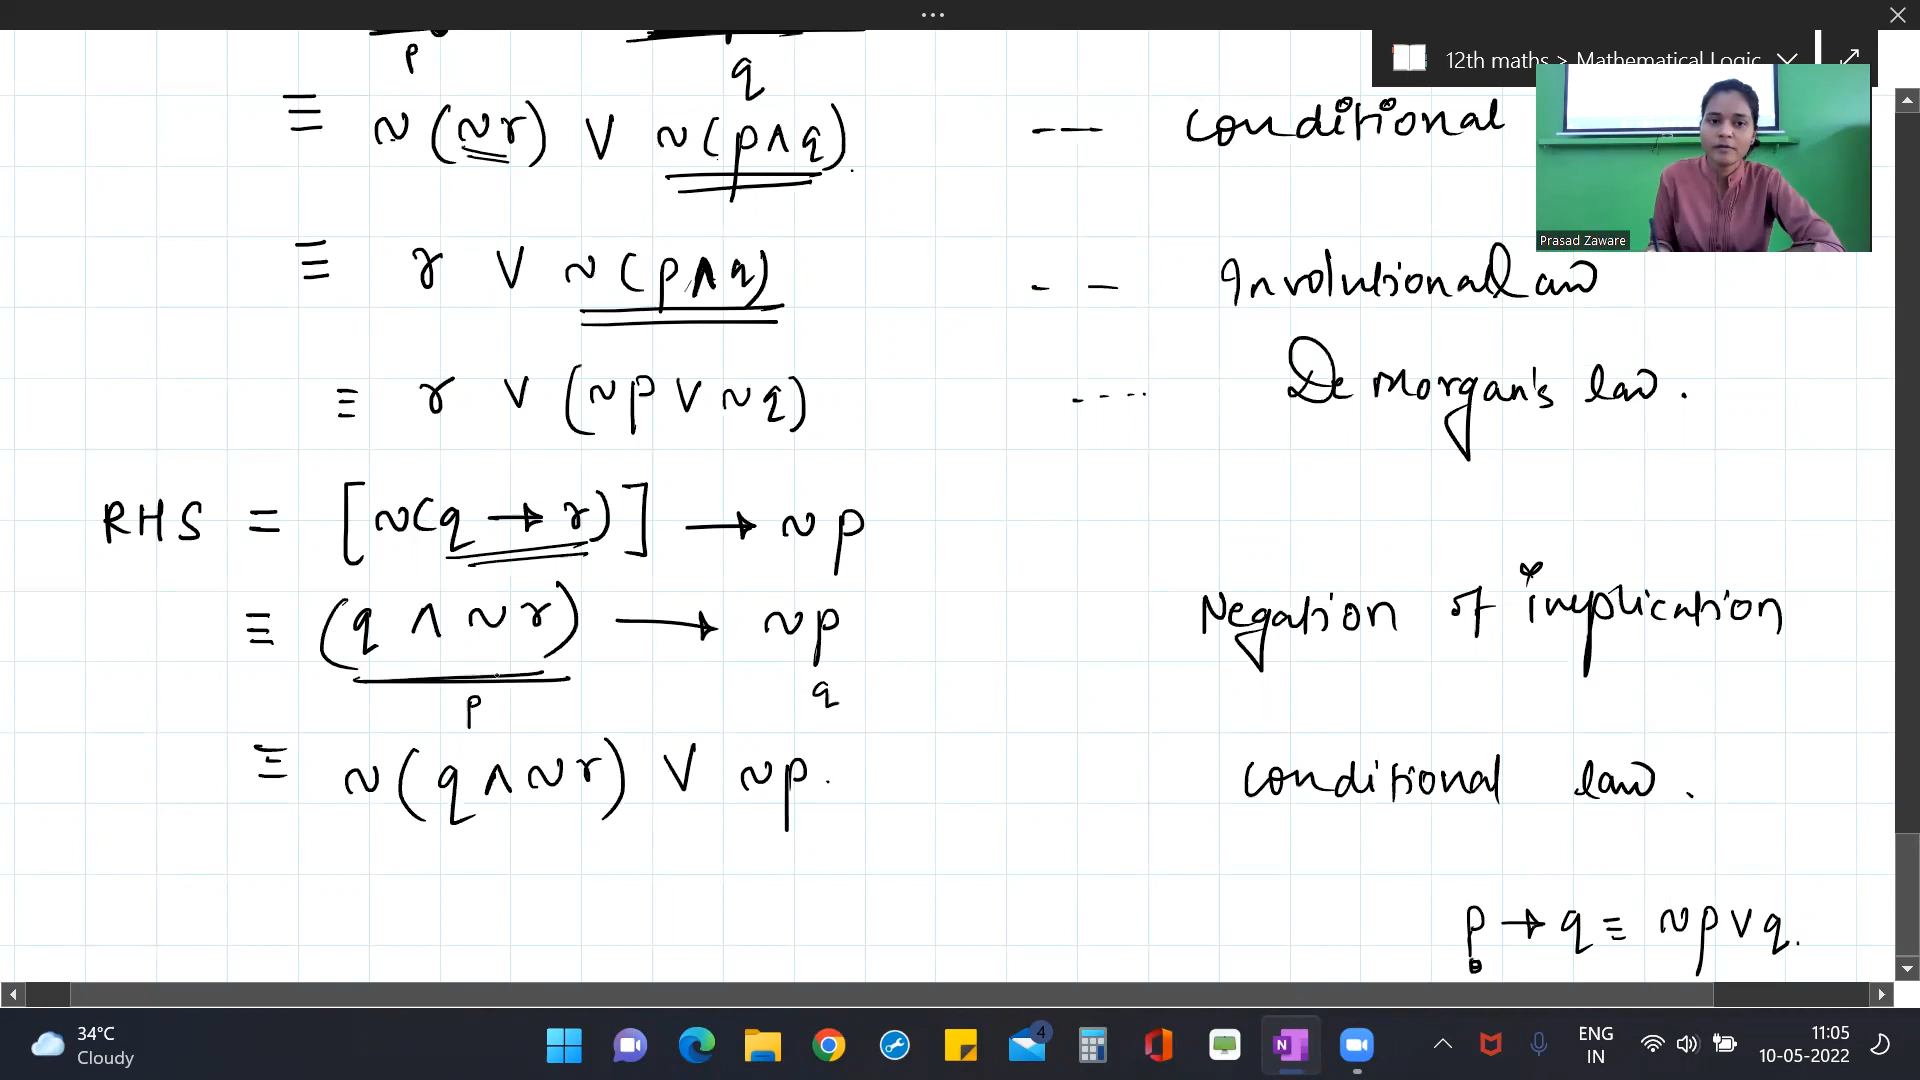 12th maths > Mathematical Logic
p
q
≡ ~(~r) ∨ ~(p∧q). -- conditional
Prasad Zaware
≡ r ∨ ~(p∧q) -- Involutional Law
≡ r ∨ (~p ∨ ~q) .... De Morgan's law.
RHS = [~(q → r)] → ~p
≡ (q ∧ ~r) → ~p Negation of implication
p q
≡ ~(q ∧ ~r) ∨ ~p. conditional law.
p → q ≡ ~p ∨ q.
34°C
Cloudy
4
ENG
IN
11:05
10-05-2022